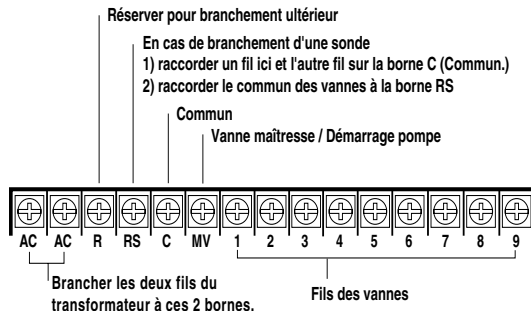 Réserver pour branchement ultérieur
En cas de branchement d'une sonde
1) raccorder un fil ici et l'autre fil sur la borne C (Commun.)
2) raccorder le commun des vannes à la borne RS
Commun
Vanne maîtresse / Démarrage pompe
AC AC R RS C MV 1 2 3 4 5 6 7 8 9
Brancher les deux fils du
transformateur à ces 2 bornes.
Fils des vannes